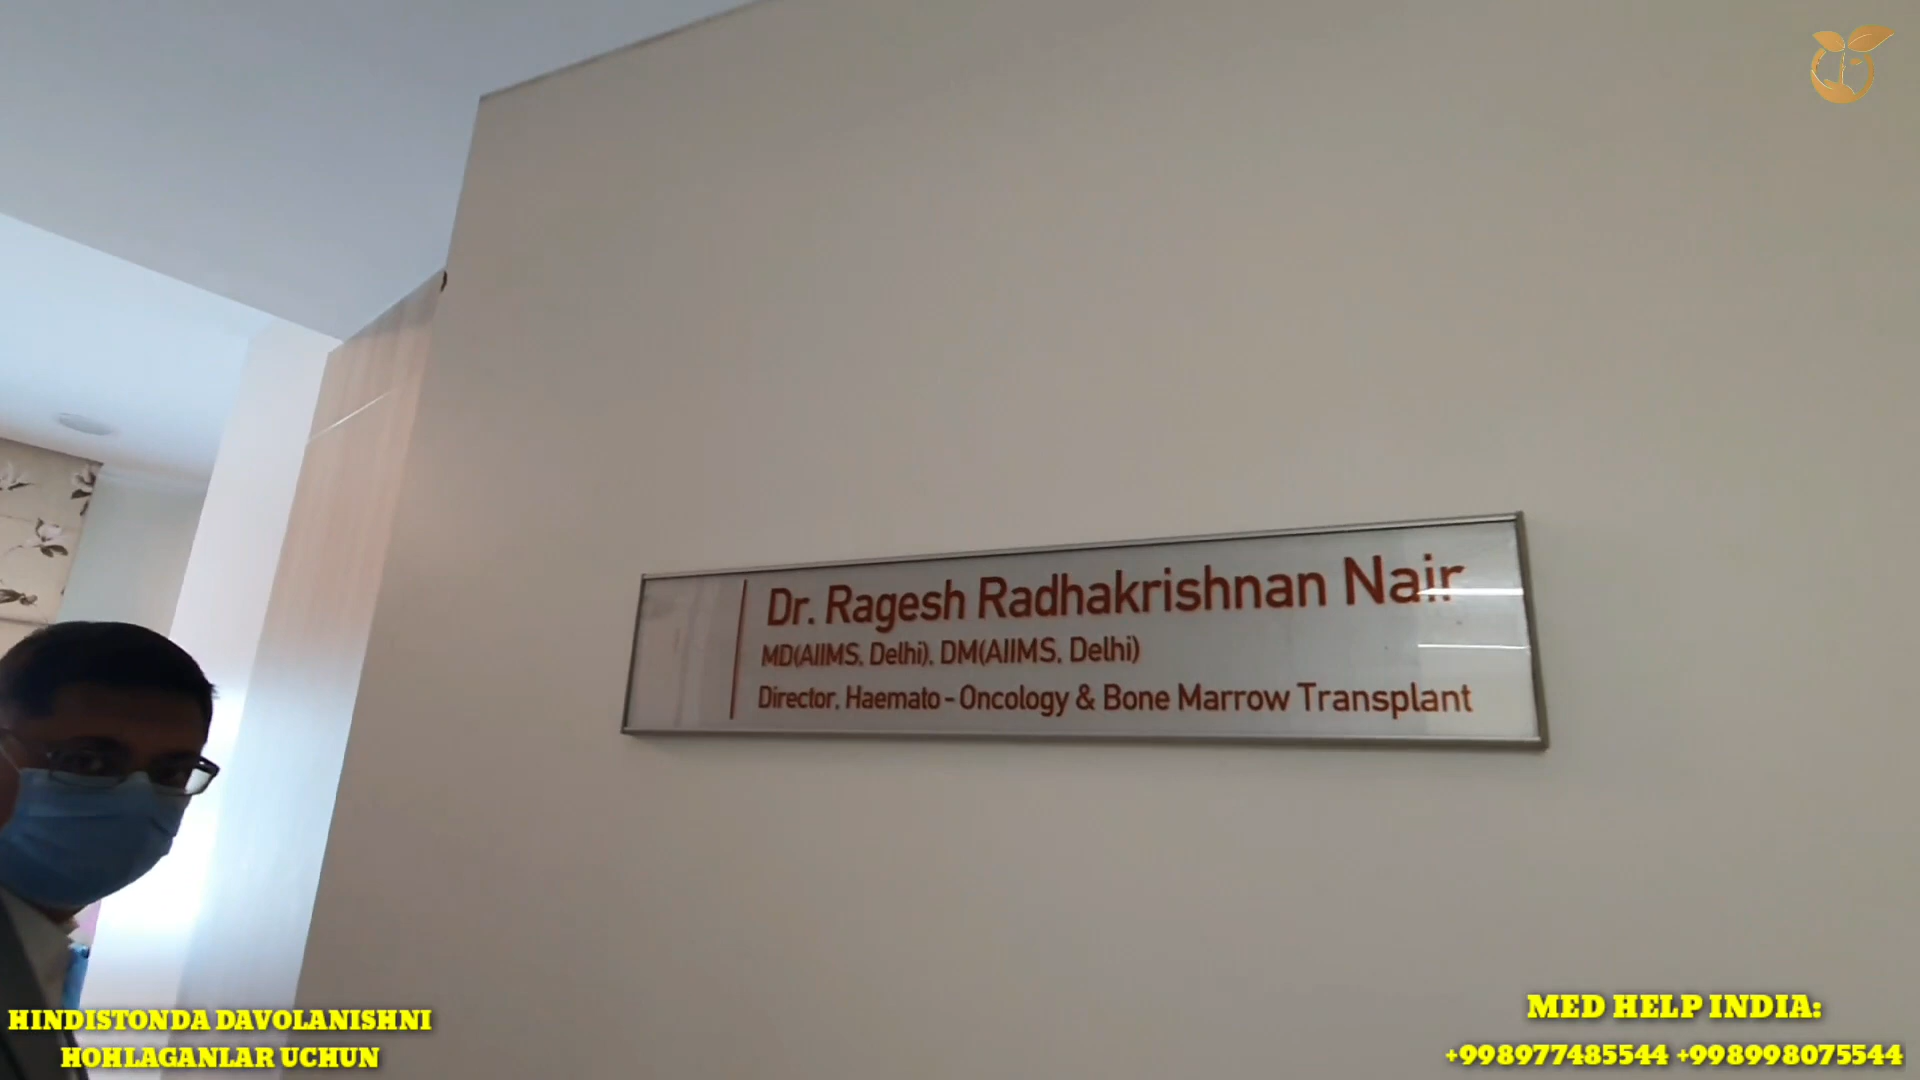 Dr. Ragesh Radhakrishnan Nair
MD(AIIMS, Delhi), DM(AIIMS, Delhi)
Director, Haemato - Oncology & Bone Marrow Transplant
HINDISTONDA DAVOLANISHNI
HOHLAGANLAR UCHUN
MED HELP INDIA:
+998977485544 +998998075544